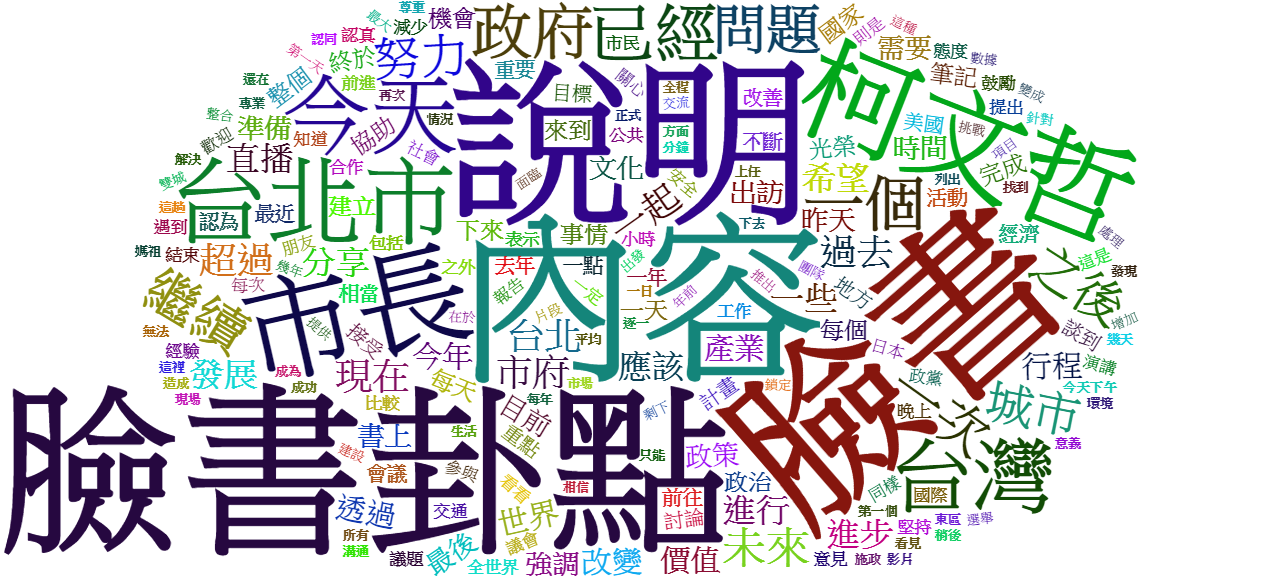 尊重
最大
減少
機會
認同
認真
第一天
終於
還在
整個
前進
專業
整合
準備
歡迎
知道
解決
直播
協助
努力
今天
再次
情況
重要
政府
已經
市民
問題
說明
關心
全程
交流
目標
改善
來到
公共
正式
方面
分鐘
不斷
國家
這種
則是
需要
態度
數據
筆記
鼓勵
變成
提出
針對
美國
挑戰
光榮
時間
項目
完成
列出
找到
柯文哲
希望
活動
上任
安全
出訪
一個
昨天
文化
一起
面臨
社會
合作
台北市
雙城
這趟
遇到
認為
最近
建立
媽祖
結束
朋友
包括
超過
分享
幾年
每次
相當
之外
下來
表示
事情
小時
下去
去年
一點
一年
出發
報告
一定
一日
一天
年前
推出
團隊
一些
過去
地方
經濟
處理
這是
發現
之後
增加
幾天
談到
演講
行程
今天下午
環境
城市
意義
臉書
內容
市長
繼續
提供
在於
無法
經驗
接受
今年
這裡
發展
成為
成功
造成
現場
現在
每天
比較
片段
台北
平均
逐一
工作
產業
每個
日本
應該
市府
市場
每年
鎖定
計畫
剩下
政黨
晚上
一次
目前
重點
書上
生活
只能
建設
會議
參與
看看
相信
政策
政治
同樣
國際
第一個
台灣
東區
選舉
稍後
看見
臉書卦點
透過
交通
所有
溝通
議題
最後
全世界
世界
議會
強調
改變
前往
討論
進行
價值
未來
進步
堅持
意見
施政
影片